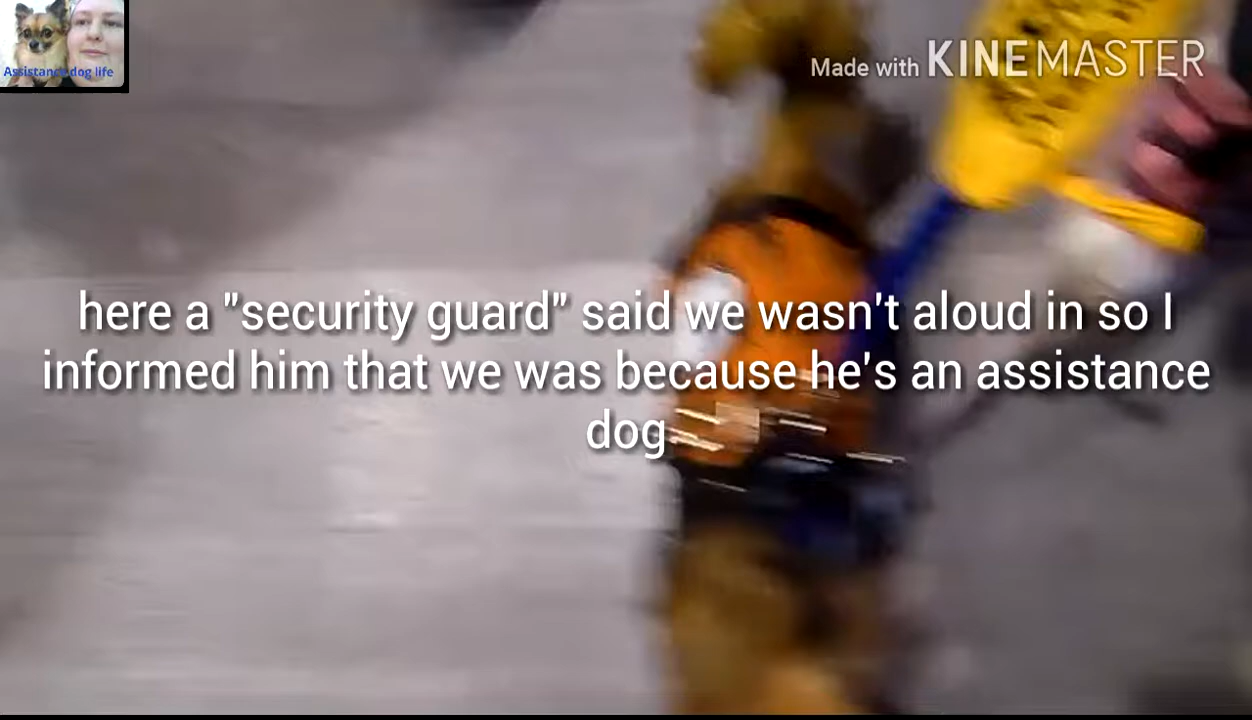 Assistance dog life
Made with KINEMASTER
here a "security guard" said we wasn't aloud in so I
informed him that we was because he's an assistance
dog